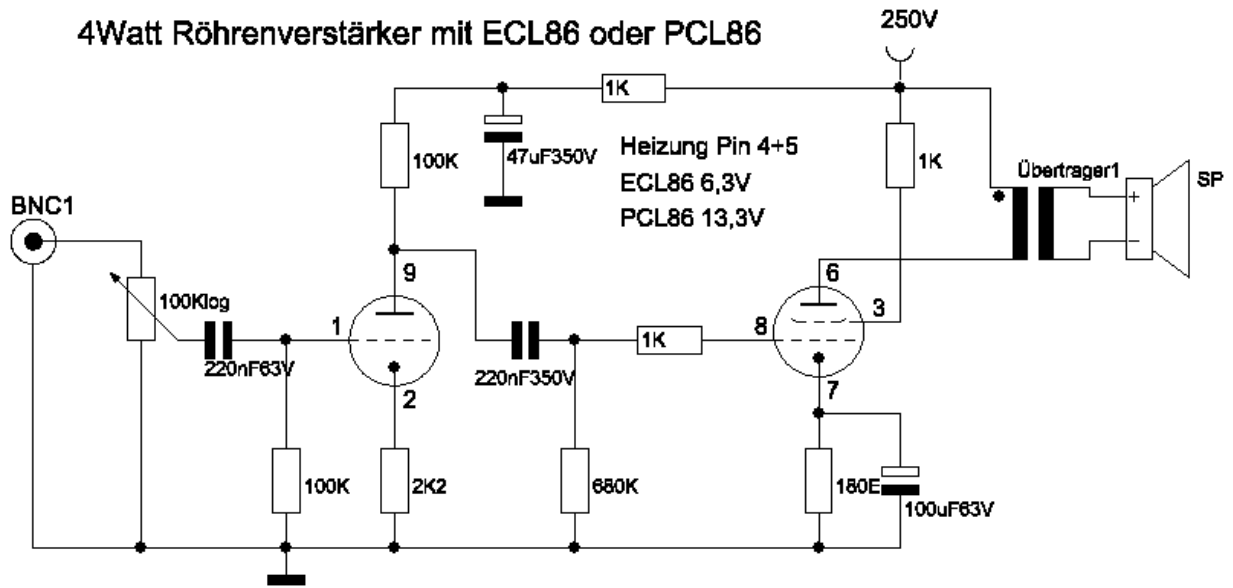 4Watt Röhrenverstärker mit ECL86 oder PCL86
250V
1K
100K
47uF350V
Heizung Pin 4+5
ECL86 6,3V
PCL86 13,3V
1K
Übertrager1
SP
+
−
BNC1
100Klog
9
6
3
1
1K
8
220nF63V
220nF350V
2
7
100K
2K2
680K
180E
100uF63V